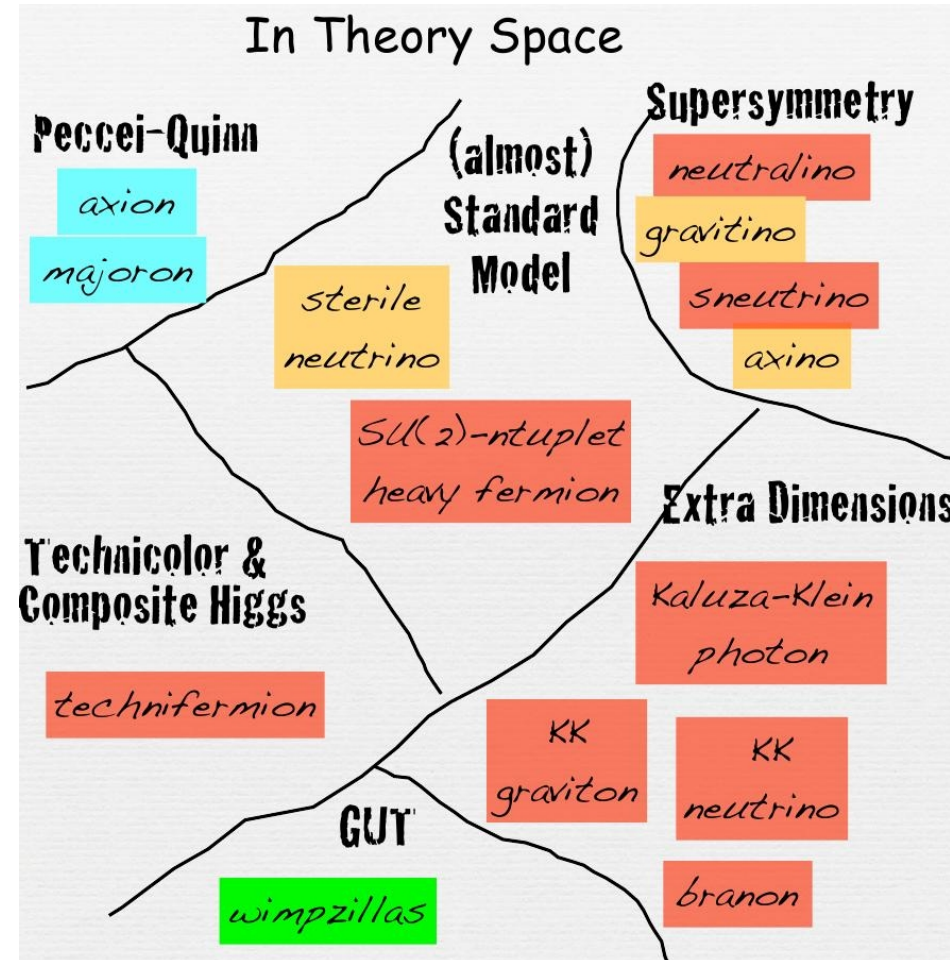 In Theory Space
Peccei-Quinn
axion
majoron
(almost)
Standard
Model
sterile
neutrino
SU(2)-ntuplet
heavy fermion
Supersymmetry
neutralino
gravitino
sneutrino
axino
Technicolor &
Composite Higgs
technifermion
Extra Dimensions
Kaluza-Klein
photon
KK
graviton
KK
neutrino
branon
GUT
wimpzillas